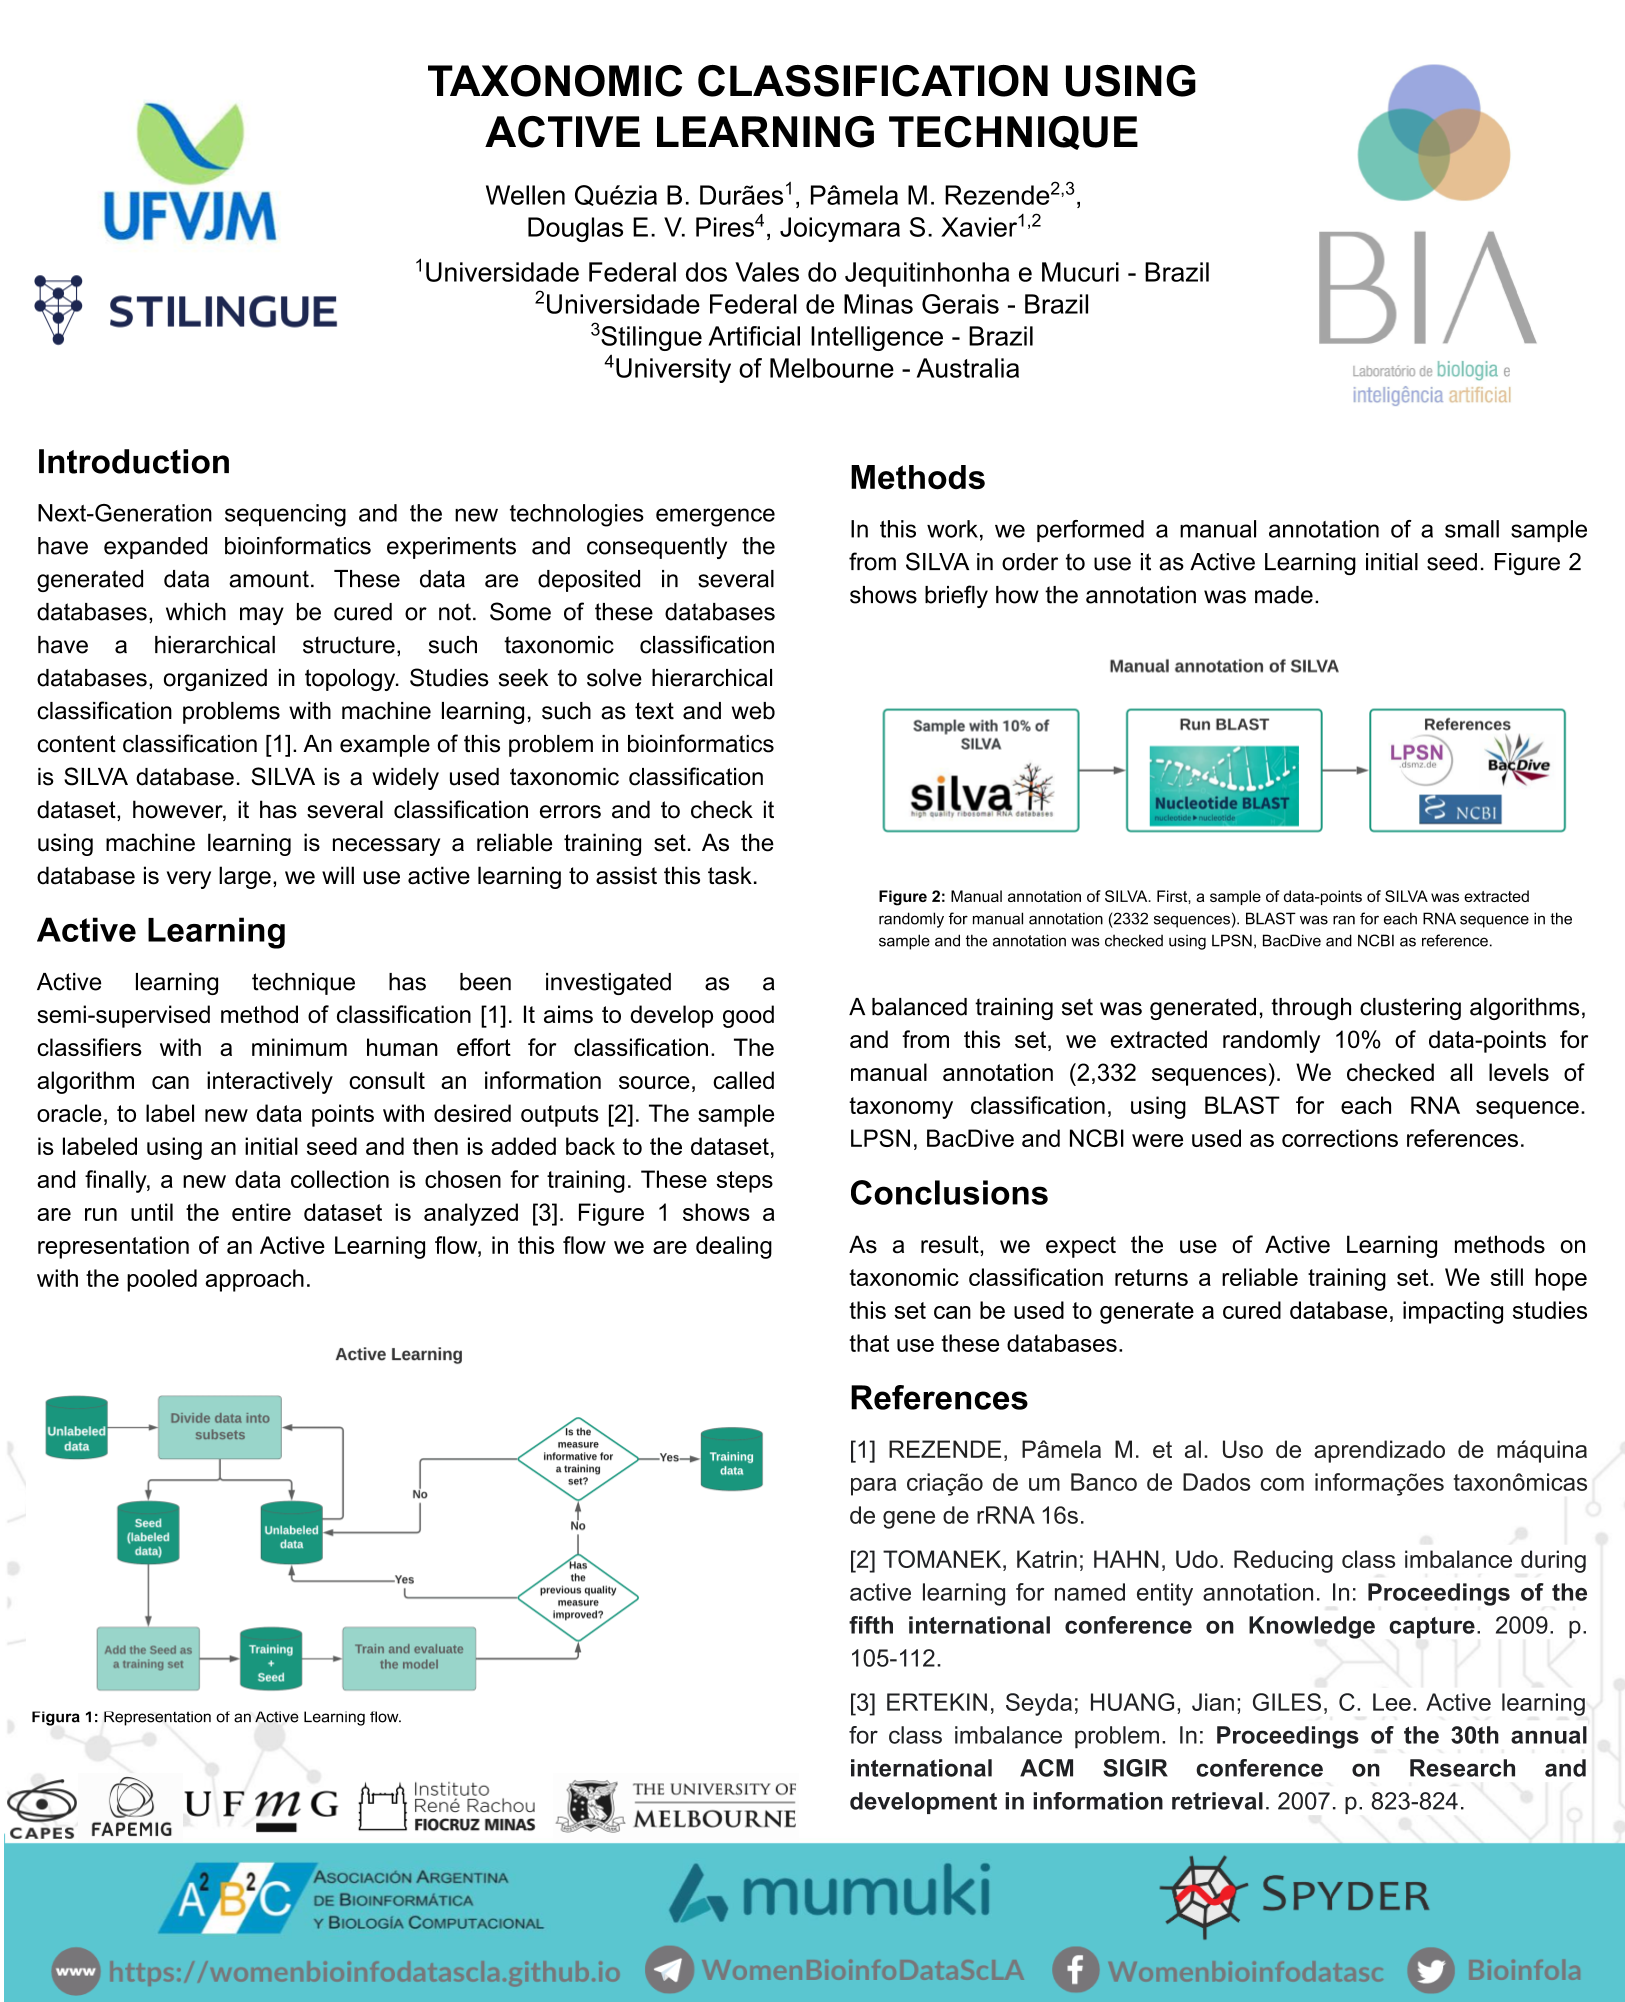 TAXONOMIC CLASSIFICATION USING
ACTIVE LEARNING TECHNIQUE
Wellen Quézia B. Durães1, Pâmela M. Rezende2,3,
Douglas E. V. Pires4, Joicymara S. Xavier1,2
1Universidade Federal dos Vales do Jequitinhonha e Mucuri - Brazil
2Universidade Federal de Minas Gerais - Brazil
3Stilingue Artificial Intelligence - Brazil
4University of Melbourne - Australia
UFVJM
STILINGUE
BIA
Laboratório de biologia e
inteligência artificial
Introduction
Next-Generation sequencing and the new technologies emergence
have expanded bioinformatics experiments and consequently the
generated data amount. These data are deposited in several
databases, which may be cured or not. Some of these databases
have a hierarchical structure, such taxonomic classification
databases, organized in topology. Studies seek to solve hierarchical
classification problems with machine learning, such as text and web
content classification [1]. An example of this problem in bioinformatics
is SILVA database. SILVA is a widely used taxonomic classification
dataset, however, it has several classification errors and to check it
using machine learning is necessary a reliable training set. As the
database is very large, we will use active learning to assist this task.
Active Learning
Active learning technique has been investigated as a
semi-supervised method of classification [1]. It aims to develop good
classifiers with a minimum human effort for classification. The
algorithm can interactively consult an information source, called
oracle, to label new data points with desired outputs [2]. The sample
is labeled using an initial seed and then is added back to the dataset,
and finally, a new data collection is chosen for training. These steps
are run until the entire dataset is analyzed [3]. Figure 1 shows a
representation of an Active Learning flow, in this flow we are dealing
with the pooled approach.
Active Learning
Unlabeled
data
Divide data into
subsets
Seed
(labeled
data)
Unlabeled
data
No
Is the
measure
informative for
a training
set?
Yes
Training
data
No
Yes
Has
the
previous quality
measure
improved?
Add the Seed as
a training set
Training
+
Seed
Train and evaluate
the model
Figura 1: Representation of an Active Learning flow.
CAPES
FAPEMIG
UFmG
Instituto
René Rachou
FIOCRUZ MINAS
THE UNIVERSITY OF
MELBOURNE
Methods
In this work, we performed a manual annotation of a small sample
from SILVA in order to use it as Active Learning initial seed. Figure 2
shows briefly how the annotation was made.
Manual annotation of SILVA
Sample with 10% of
SILVA
silva
high quality ribosomal RNA databases
Run BLAST
Nucleotide BLAST
nucleotide ▶ nucleotide
References
LPSN
.dsmz.de
BacDive
NCBI
Figure 2: Manual annotation of SILVA. First, a sample of data-points of SILVA was extracted
randomly for manual annotation (2332 sequences). BLAST was ran for each RNA sequence in the
sample and the annotation was checked using LPSN, BacDive and NCBI as reference.
A balanced training set was generated, through clustering algorithms,
and from this set, we extracted randomly 10% of data-points for
manual annotation (2,332 sequences). We checked all levels of
taxonomy classification, using BLAST for each RNA sequence.
LPSN, BacDive and NCBI were used as corrections references.
Conclusions
As a result, we expect the use of Active Learning methods on
taxonomic classification returns a reliable training set. We still hope
this set can be used to generate a cured database, impacting studies
that use these databases.
References
[1] REZENDE, Pâmela M. et al. Uso de aprendizado de máquina
para criação de um Banco de Dados com informações taxonômicas
de gene de rRNA 16s.
[2] TOMANEK, Katrin; HAHN, Udo. Reducing class imbalance during
active learning for named entity annotation. In: Proceedings of the
fifth international conference on Knowledge capture. 2009. p.
105-112.
[3] ERTEKIN, Seyda; HUANG, Jian; GILES, C. Lee. Active learning
for class imbalance problem. In: Proceedings of the 30th annual
international ACM SIGIR conference on Research and
development in information retrieval. 2007. p. 823-824.
A2B2C
ASOCIACIÓN ARGENTINA
DE BIOINFORMÁTICA
Y BIOLOGÍA COMPUTACIONAL
mumuki
SPYDER
www https://womenbioinfodatascla.github.io
WomenBioinfoDataScLA
Womenbioinfodatasc
Bioinfola